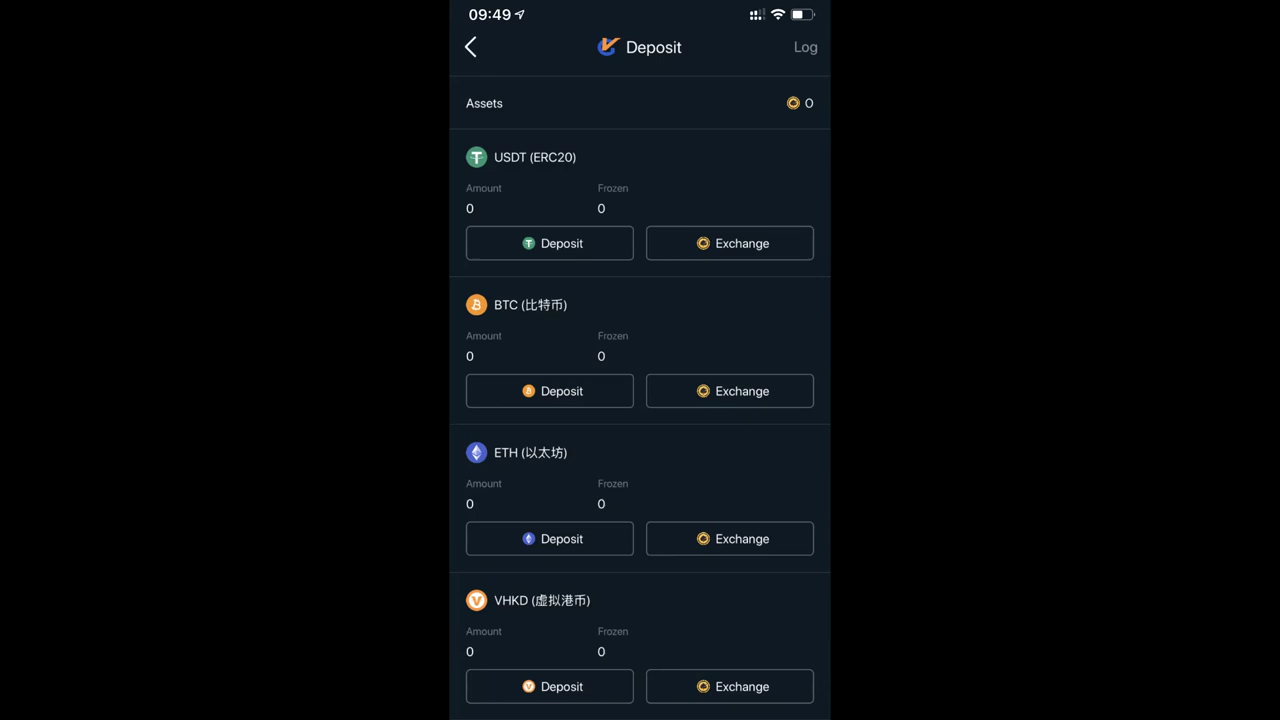 09:49
Deposit
Log
Assets
0
USDT (ERC20)
Amount Frozen
0 0
Deposit Exchange
BTC (比特币)
Amount Frozen
0 0
Deposit Exchange
ETH (以太坊)
Amount Frozen
0 0
Deposit Exchange
VHKD (虚拟港币)
Amount Frozen
0 0
Deposit Exchange